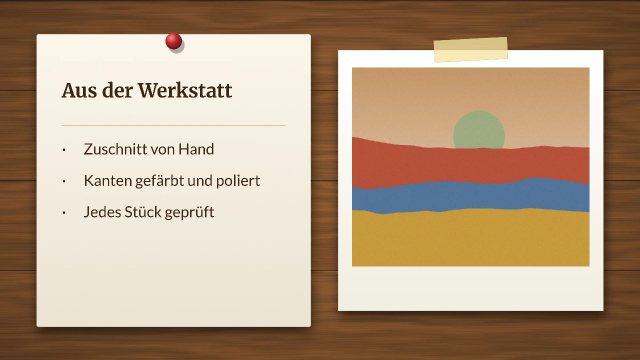 Aus der Werkstatt
· Zuschnitt von Hand
· Kanten gefärbt und poliert
· Jedes Stück geprüft